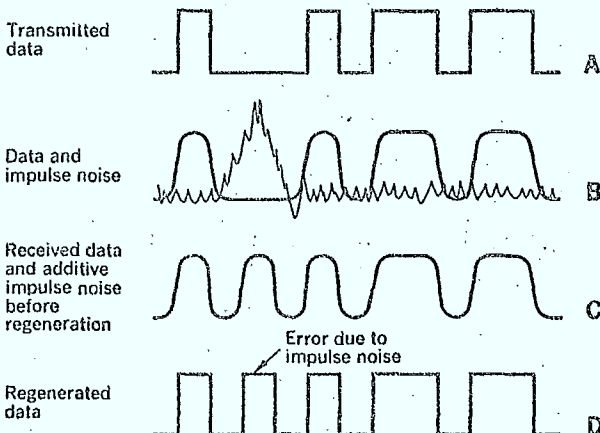 Transmitted
data
A
Data and
impulse noise
B
Received data
and additive
impulse noise
before
regeneration
C
Error due to
impulse noise
Regenerated
data
D